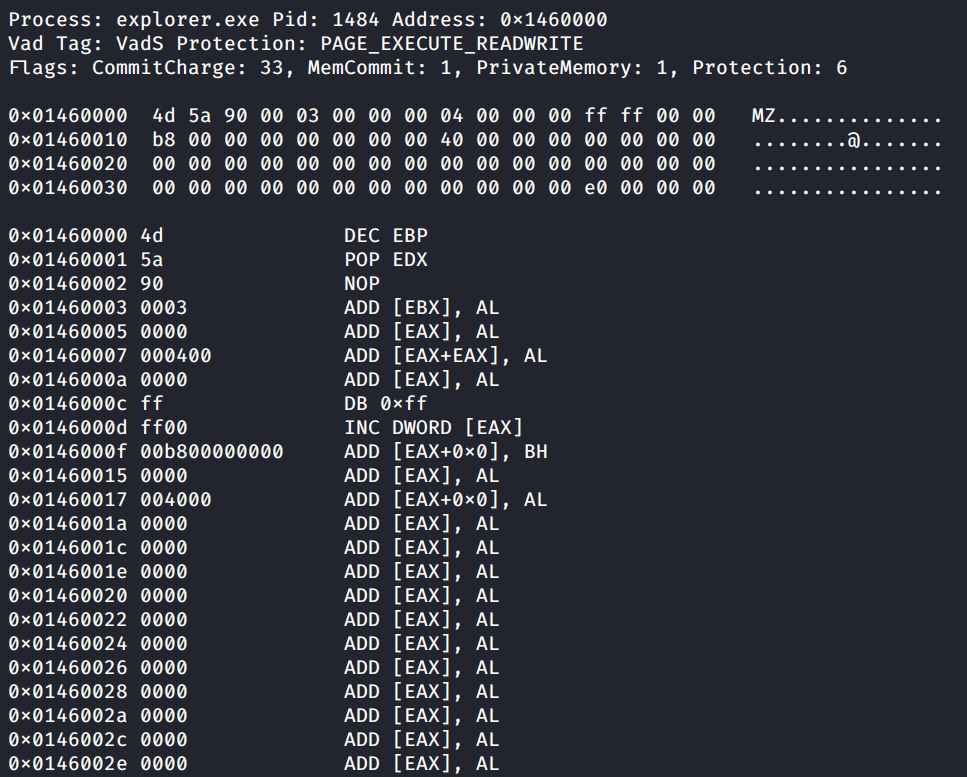 Process: explorer.exe Pid: 1484 Address: 0x1460000
Vad Tag: VadS Protection: PAGE_EXECUTE_READWRITE
Flags: CommitCharge: 33, MemCommit: 1, PrivateMemory: 1, Protection: 6
0x01460000  4d 5a 90 00 03 00 00 00 04 00 00 00 ff ff 00 00   MZ..............
0x01460010  b8 00 00 00 00 00 00 00 40 00 00 00 00 00 00 00   ........@.......
0x01460020  00 00 00 00 00 00 00 00 00 00 00 00 00 00 00 00   ................
0x01460030  00 00 00 00 00 00 00 00 00 00 00 00 e0 00 00 00   ................
0x01460000 4d               DEC EBP
0x01460001 5a               POP EDX
0x01460002 90               NOP
0x01460003 0003             ADD [EBX], AL
0x01460005 0000             ADD [EAX], AL
0x01460007 000400           ADD [EAX+EAX], AL
0x0146000a 0000             ADD [EAX], AL
0x0146000c ff               DB 0xff
0x0146000d ff00             INC DWORD [EAX]
0x0146000f 00b800000000     ADD [EAX+0x0], BH
0x01460015 0000             ADD [EAX], AL
0x01460017 004000           ADD [EAX+0x0], AL
0x0146001a 0000             ADD [EAX], AL
0x0146001c 0000             ADD [EAX], AL
0x0146001e 0000             ADD [EAX], AL
0x01460020 0000             ADD [EAX], AL
0x01460022 0000             ADD [EAX], AL
0x01460024 0000             ADD [EAX], AL
0x01460026 0000             ADD [EAX], AL
0x01460028 0000             ADD [EAX], AL
0x0146002a 0000             ADD [EAX], AL
0x0146002c 0000             ADD [EAX], AL
0x0146002e 0000             ADD [EAX], AL